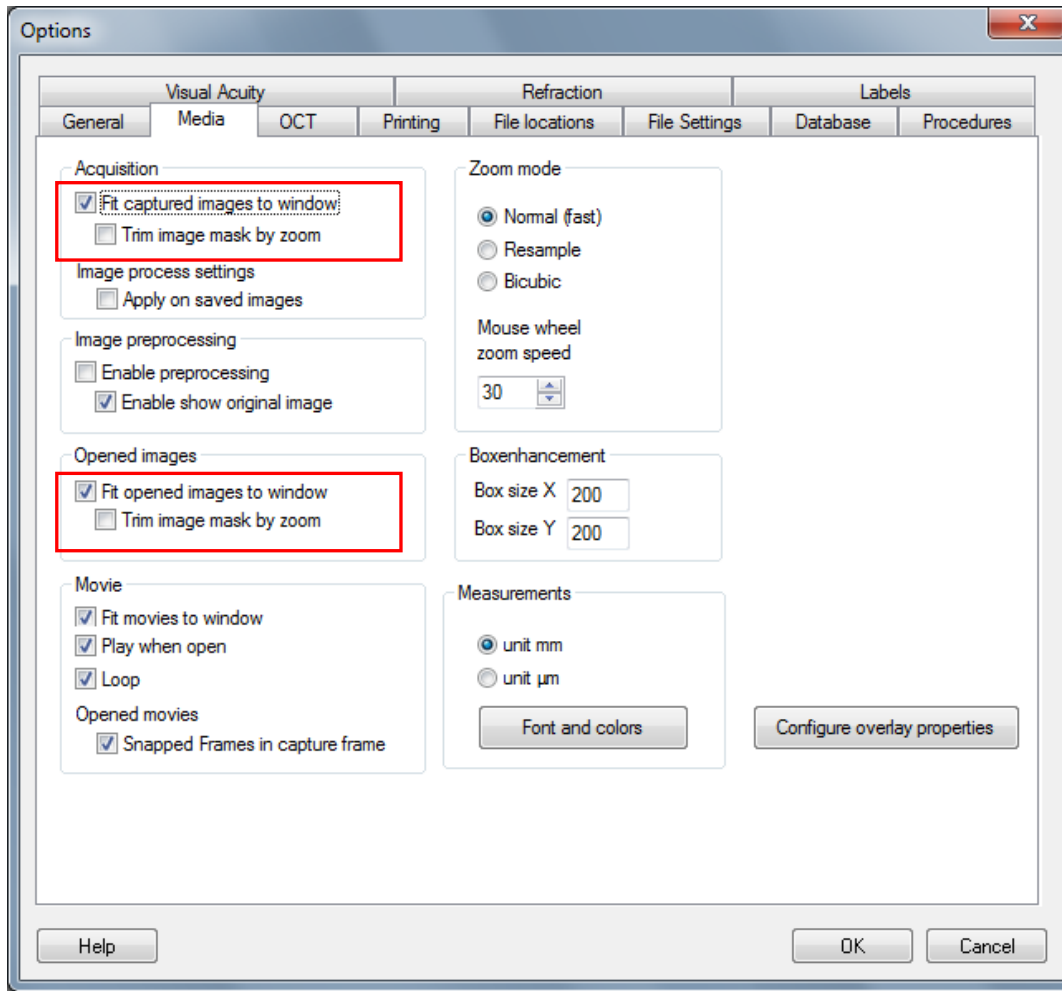 Options
Visual Acuity
Refraction
Labels
General
Media
OCT
Printing
File locations
File Settings
Database
Procedures
Acquisition
Fit captured images to window
Trim image mask by zoom
Image process settings
Apply on saved images
Image preprocessing
Enable preprocessing
Enable show original image
Opened images
Fit opened images to window
Trim image mask by zoom
Movie
Fit movies to window
Play when open
Loop
Opened movies
Snapped Frames in capture frame
Zoom mode
Normal (fast)
Resample
Bicubic
Mouse wheel
zoom speed
30
Boxenhancement
Box size X 200
Box size Y 200
Measurements
unit mm
unit µm
Font and colors
Configure overlay properties
Help
OK
Cancel